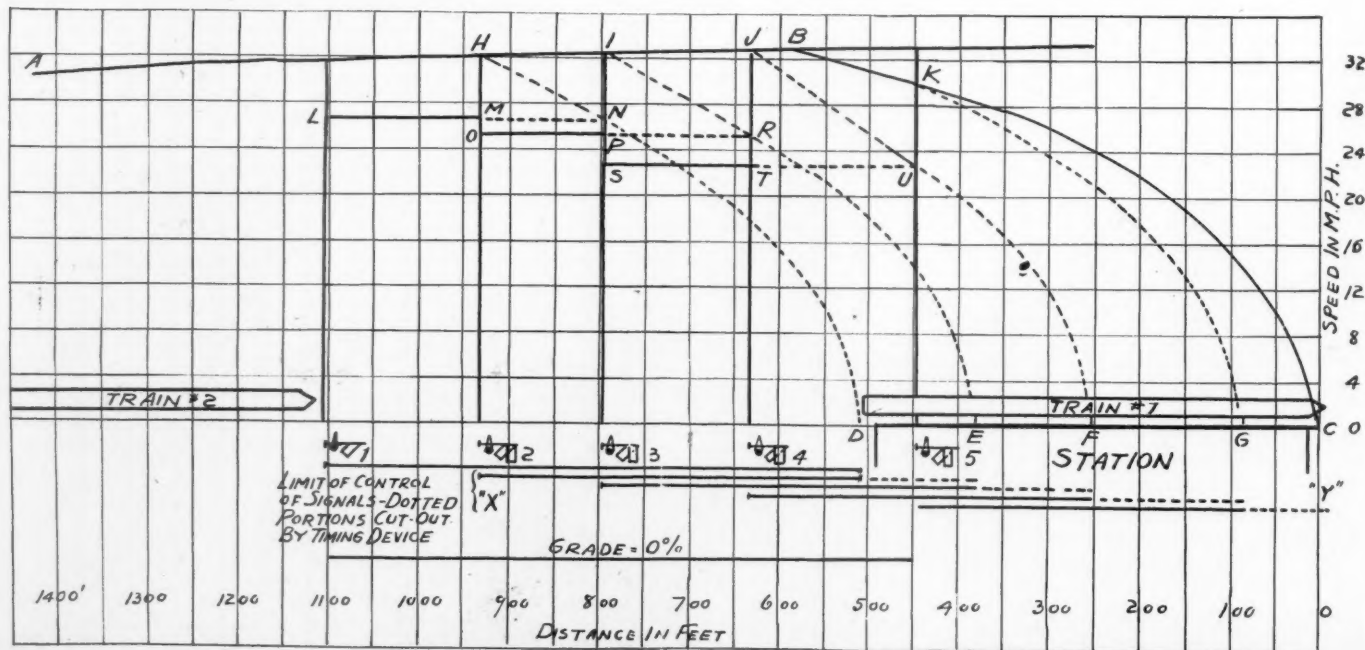 A
H
I
J
B
K
L
M
N
O
P
R
S
T
U
32
28
24
20
16
12
8
4
0
SPEED IN M.P.H.
TRAIN #2
TRAIN #1
D
E
F
G
C
1
2
3
4
5
STATION
LIMIT OF CONTROL
OF SIGNALS-DOTTED
PORTIONS CUT-OUT
BY TIMING DEVICE
"X"
"Y"
GRADE = 0%
1400'
1300
1200
1100
1000
900
800
700
600
500
400
300
200
100
0
DISTANCE IN FEET